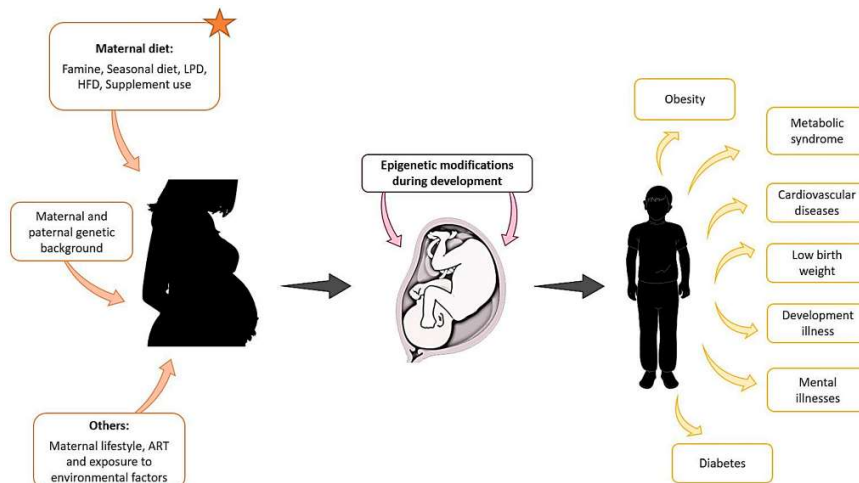 Maternal diet:
Famine, Seasonal diet, LPD,
HFD, Supplement use
Maternal and
paternal genetic
background
Others:
Maternal lifestyle, ART
and exposure to
environmental factors
Epigenetic modifications
during development
Obesity
Metabolic
syndrome
Cardiovascular
diseases
Low birth
weight
Development
illness
Mental
illnesses
Diabetes